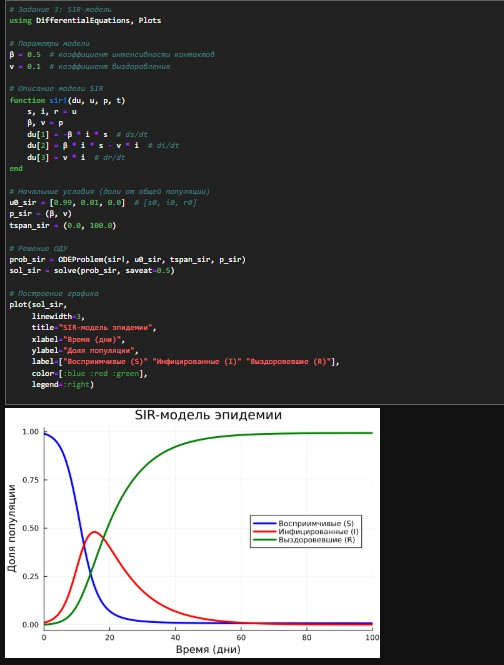 # Задание 3: SIR-модель
using DifferentialEquations, Plots
# Параметры модели
β = 0.5 # коэффициент интенсивности контактов
ν = 0.1 # коэффициент выздоровления
# Описание модели SIR
function sir!(du, u, p, t)
s, i, r = u
β, ν = p
du[1] = -β * i * s # ds/dt
du[2] = β * i * s - ν * i # di/dt
du[3] = ν * i # dr/dt
end
# Начальные условия (доли от общей популяции)
u0_sir = [0.99, 0.01, 0.0] # [s0, i0, r0]
p_sir = (β, ν)
tspan_sir = (0.0, 100.0)
# Решение ОДУ
prob_sir = ODEProblem(sir!, u0_sir, tspan_sir, p_sir)
sol_sir = solve(prob_sir, saveat=0.5)
# Построение графика
plot(sol_sir,
linewidth=3,
title="SIR-модель эпидемии",
xlabel="Время (дни)",
ylabel="Доля популяции",
label=["Восприимчивые (S)" "Инфицированные (I)" "Выздоровевшие (R)"],
color=[:blue :red :green],
legend=:right)
SIR-модель эпидемии
Доля популяции
1.00
0.75
0.50
0.25
0.00
Восприимчивые (S)
Инфицированные (I)
Выздоровевшие (R)
0 20 40 60 80 100
Время (дни)